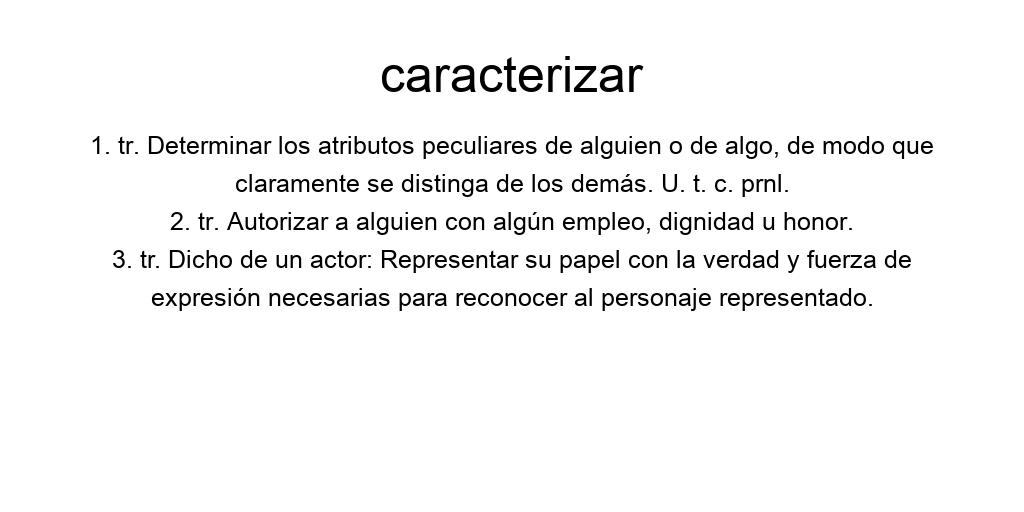 caracterizar
1. tr. Determinar los atributos peculiares de alguien o de algo, de modo que
claramente se distinga de los demás. U. t. c. prnl.
2. tr. Autorizar a alguien con algún empleo, dignidad u honor.
3. tr. Dicho de un actor: Representar su papel con la verdad y fuerza de
expresión necesarias para reconocer al personaje representado.